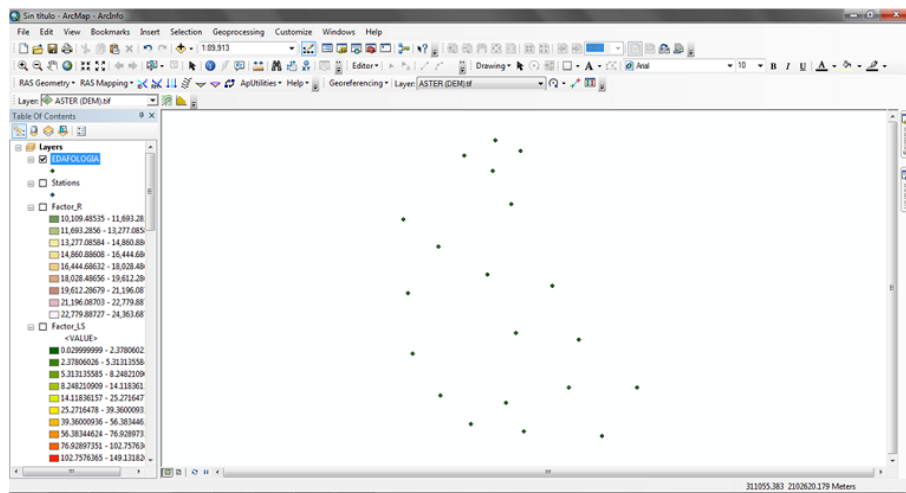 Sin título - ArcMap - ArcInfo
File Edit View Bookmarks Insert Selection Geoprocessing Customize Windows Help
1:89.913
Editor Drawing A Arial 10 B I U A
RAS Geometry RAS Mapping ApUtilities Help Georeferencing Layer: ASTER (DEM).tif
Layer: ASTER (DEM).tif
Table Of Contents
Layers
EDAFOLOGIA
Stations
Factor_R
10,109.48535 - 11,693.28
11,693.2856 - 13,277.085
13,277.08584 - 14,860.88
14,860.88608 - 16,444.68
16,444.68632 - 18,028.48
18,028.48656 - 19,612.28
19,612.28679 - 21,196.08
21,196.08703 - 22,779.88
22,779.88727 - 24,363.68
Factor_LS
<VALUE>
0.029999999 - 2.3780602
2.37806026 - 5.31313558
5.313135585 - 8.2482109
8.248210909 - 14.118361
14.11836157 - 25.271647
25.2716478 - 39.3600093
39.36000936 - 56.383446
56.38344624 - 76.928973
76.92897351 - 102.75763
102.7576365 - 149.13182
311055.383 2102620.179 Meters